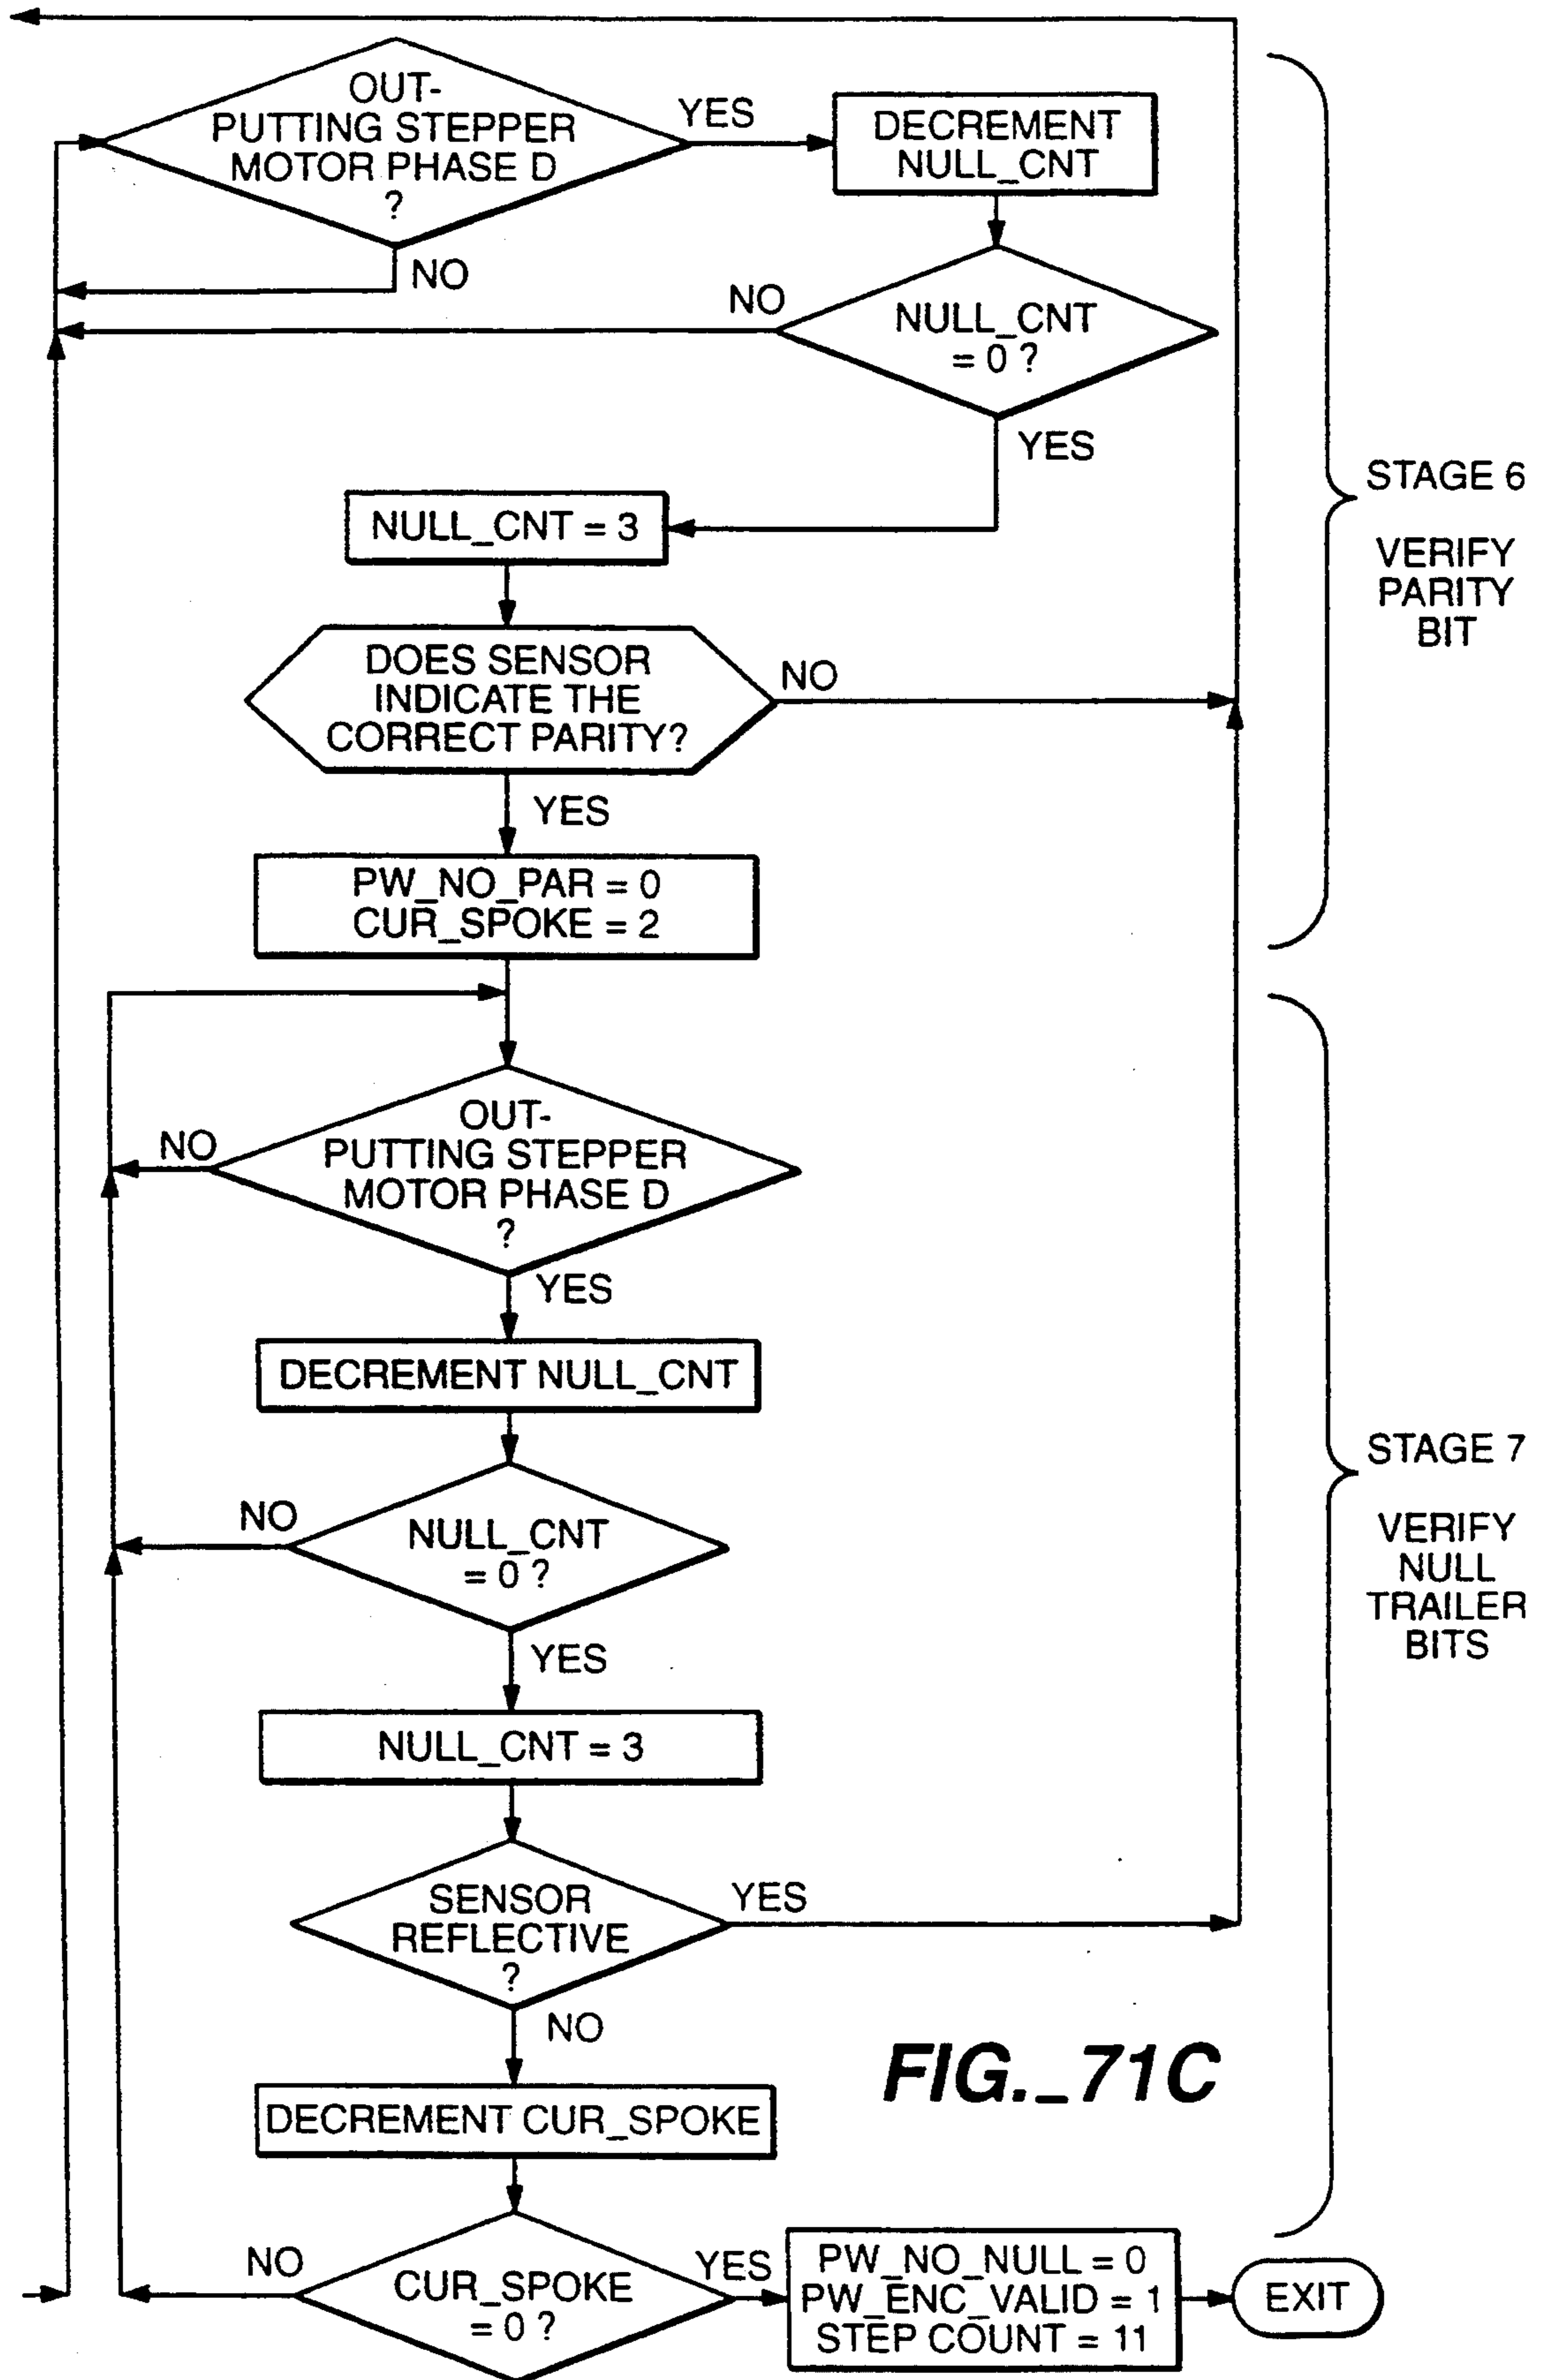 OUT-
PUTTING STEPPER
MOTOR PHASE D
?
YES
DECREMENT
NULL_CNT
NO
NO
NULL_CNT
= 0 ?
YES
STAGE 6
VERIFY
PARITY
BIT
NULL_CNT = 3
DOES SENSOR
INDICATE THE
CORRECT PARITY?
NO
YES
PW_NO_PAR = 0
CUR_SPOKE = 2
OUT-
PUTTING STEPPER
MOTOR PHASE D
?
NO
YES
DECREMENT NULL_CNT
NULL_CNT
= 0 ?
NO
YES
STAGE 7
VERIFY
NULL
TRAILER
BITS
NULL_CNT = 3
SENSOR
REFLECTIVE
?
YES
NO
DECREMENT CUR_SPOKE
FIG._71C
CUR_SPOKE
= 0 ?
NO
YES
PW_NO_NULL = 0
PW_ENC_VALID = 1
STEP COUNT = 11
EXIT